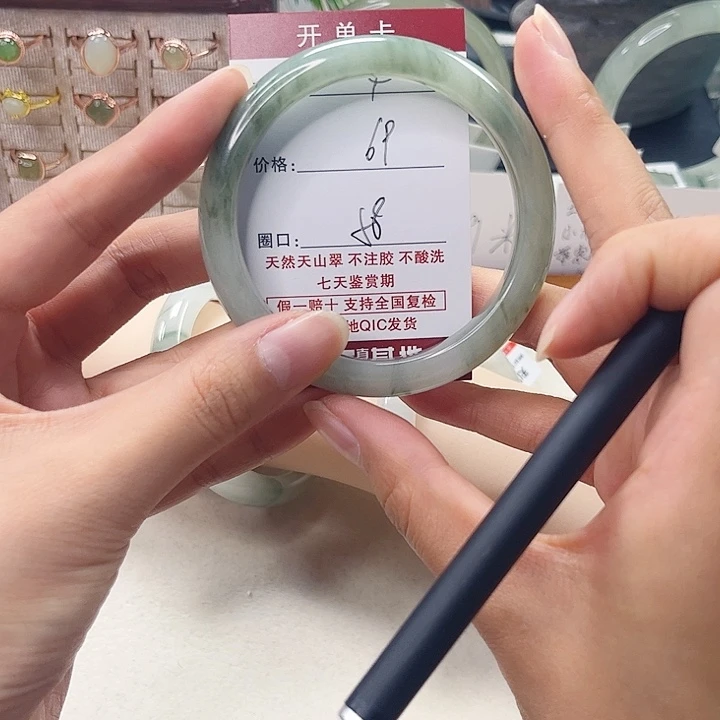 开单卡
价格: 69
圈口: 58
天然天山翠 不注胶 不酸洗
七天鉴赏期
假一赔十 支持全国复检
地QIC发货